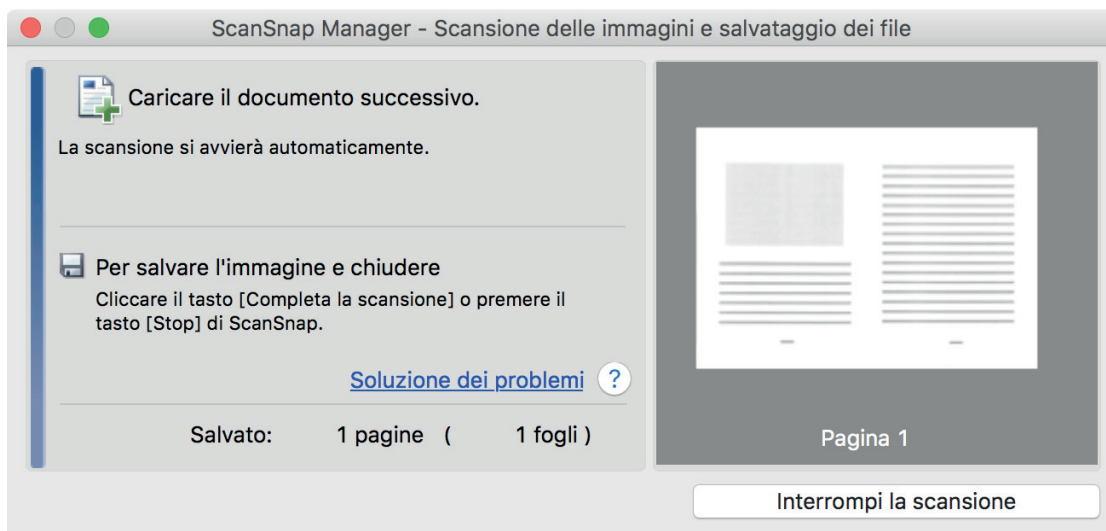 ScanSnap Manager - Scansione delle immagini e salvataggio dei file
Caricare il documento successivo.
La scansione si avvierà automaticamente.
Per salvare l'immagine e chiudere
Cliccare il tasto [Completa la scansione] o premere il
tasto [Stop] di ScanSnap.
Soluzione dei problemi ?
Salvato: 1 pagine ( 1 fogli )
Pagina 1
Interrompi la scansione